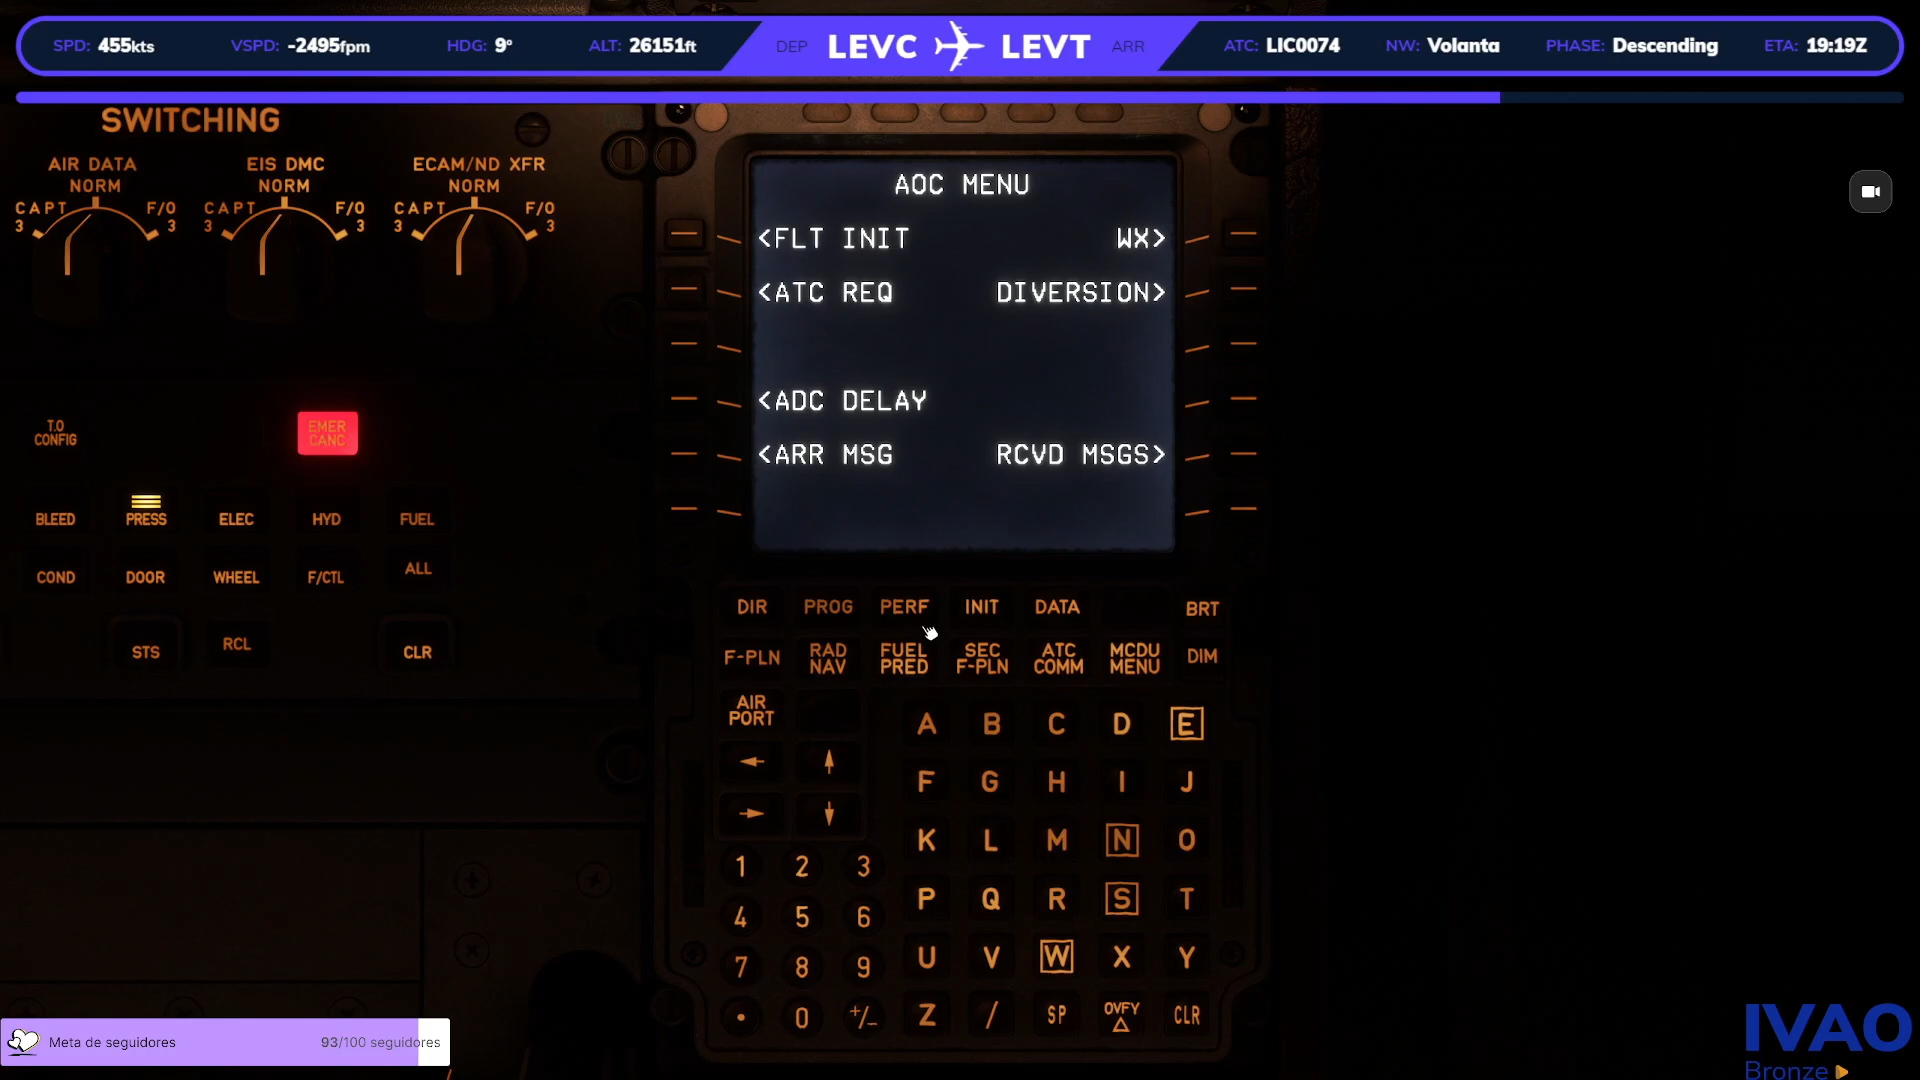 SPD: 455kts VSPD: -2495fpm HDG: 9° ALT: 26151ft DEP LEVC LEVT ARR ATC: LIC0074 NW: Volanta PHASE: Descending ETA: 19:19Z
SWITCHING
AIR DATA EIS DMC ECAM/ND XFR
NORM NORM NORM
CAPT F/O CAPT F/O CAPT F/O
3 3 3 3 3 3
AOC MENU
<FLT INIT WX>
<ATC REQ DIVERSION>
<ADC DELAY
<ARR MSG RCVD MSGS>
T.O
CONFIG
EMER
CANC
BLEED PRESS ELEC HYD FUEL
COND DOOR WHEEL F/CTL ALL
STS RCL CLR
DIR PROG PERF INIT DATA BRT
F-PLN RAD NAV FUEL PRED SEC F-PLN ATC COMM MCDU MENU DIM
AIR
PORT
A B C D E
F G H I J
K L M N O
1 2 3
P Q R S T
4 5 6
U V W X Y
7 8 9
. 0 +/- Z / SP OVFY △ CLR
Meta de seguidores 93/100 seguidores
IVAO
Bronze